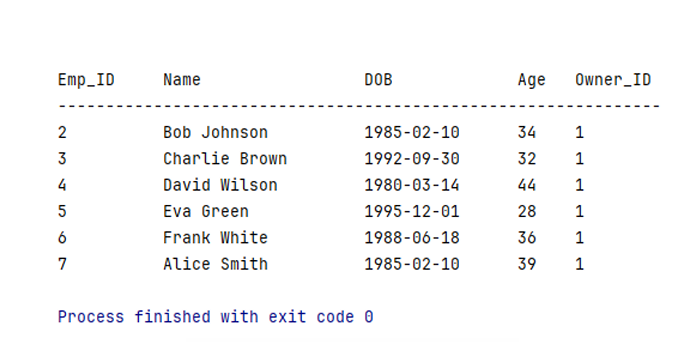 Emp_ID     Name                 DOB             Age   Owner_ID
---------------------------------------------------------------
2          Bob Johnson          1985-02-10      34    1
3          Charlie Brown        1992-09-30      32    1
4          David Wilson         1980-03-14      44    1
5          Eva Green            1995-12-01      28    1
6          Frank White          1988-06-18      36    1
7          Alice Smith          1985-02-10      39    1
Process finished with exit code 0